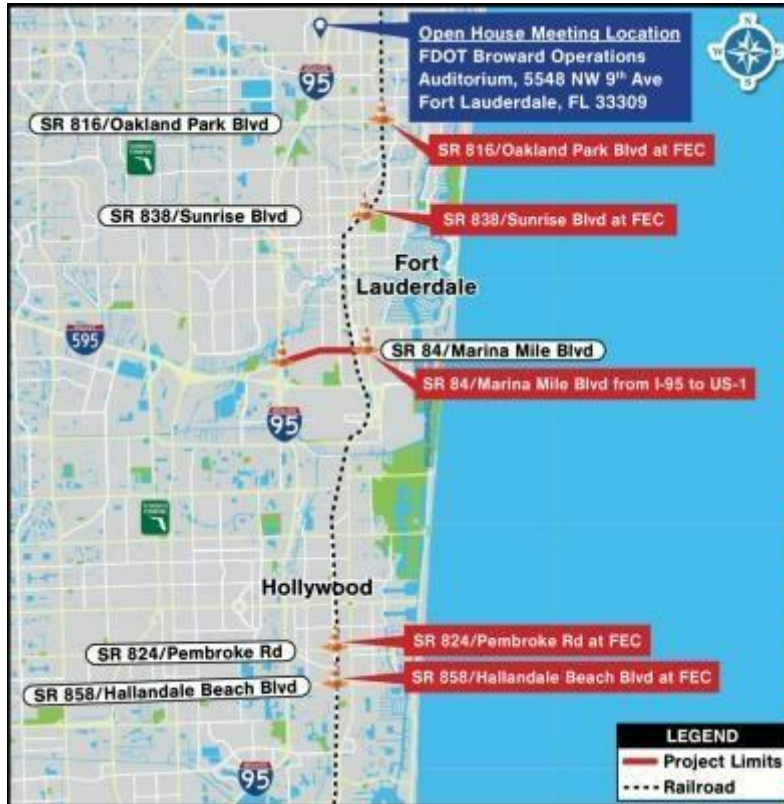 Open House Meeting Location
FDOT Broward Operations
Auditorium, 5548 NW 9th Ave
Fort Lauderdale, FL 33309
N
W
E
S
95
SR 816/Oakland Park Blvd
SR 816/Oakland Park Blvd at FEC
SR 838/Sunrise Blvd
SR 838/Sunrise Blvd at FEC
Fort
Lauderdale
595
SR 84/Marina Mile Blvd
SR 84/Marina Mile Blvd from I-95 to US-1
95
Hollywood
SR 824/Pembroke Rd
SR 824/Pembroke Rd at FEC
SR 858/Hallandale Beach Blvd
SR 858/Hallandale Beach Blvd at FEC
95
LEGEND
Project Limits
Railroad